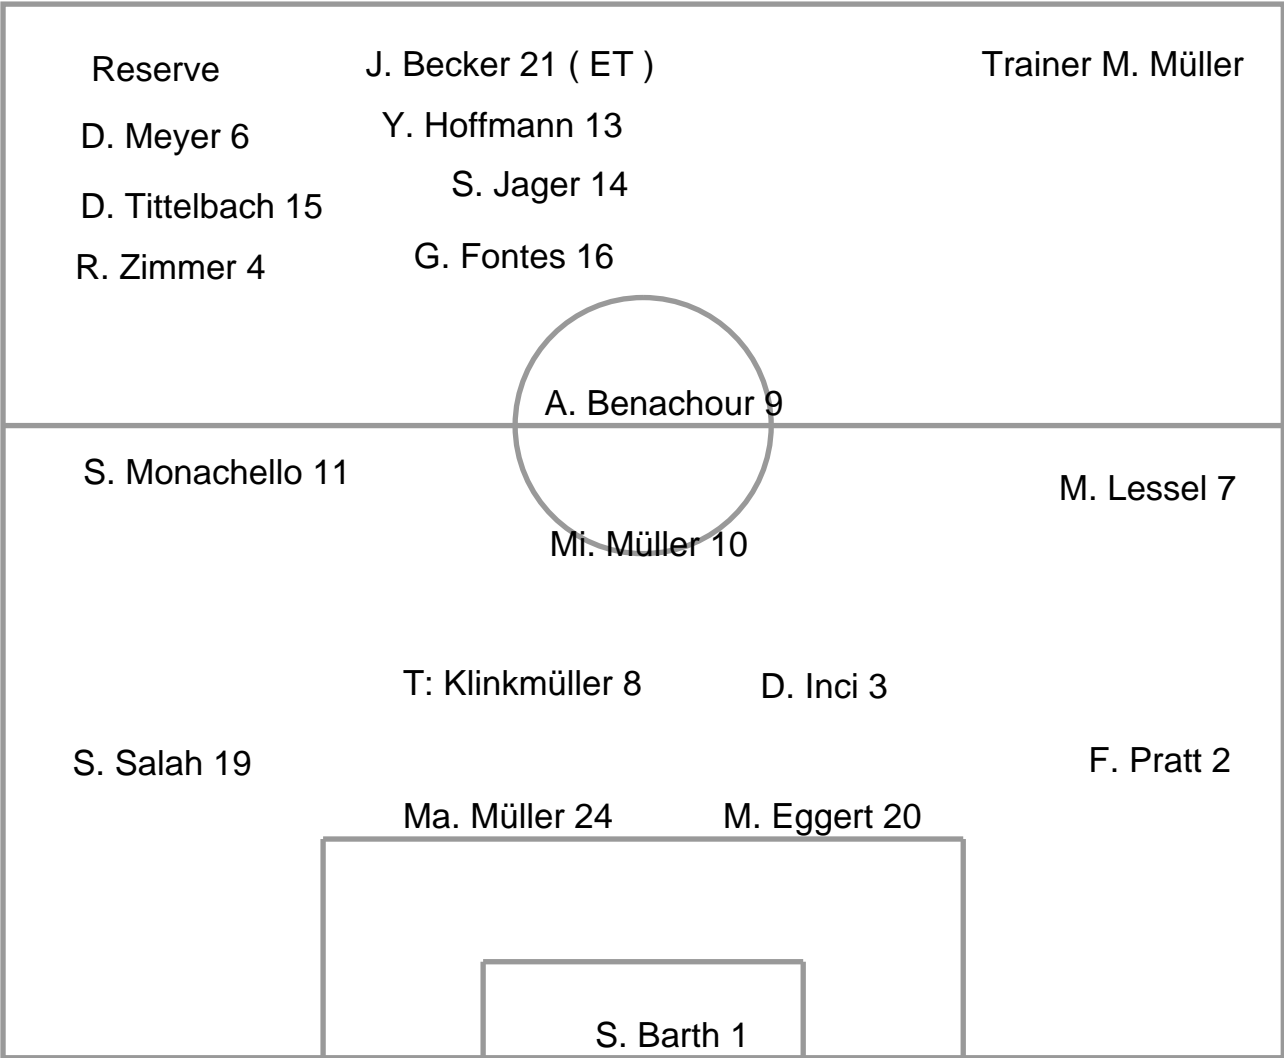 Reserve
J. Becker 21 ( ET )
Trainer M. Müller
D. Meyer 6
Y. Hoffmann 13
S. Jager 14
D. Tittelbach 15
R. Zimmer 4
G. Fontes 16
A. Benachour 9
S. Monachello 11
M. Lessel 7
Mi. Müller 10
T: Klinkmüller 8
D. Inci 3
S. Salah 19
F. Pratt 2
Ma. Müller 24
M. Eggert 20
S. Barth 1